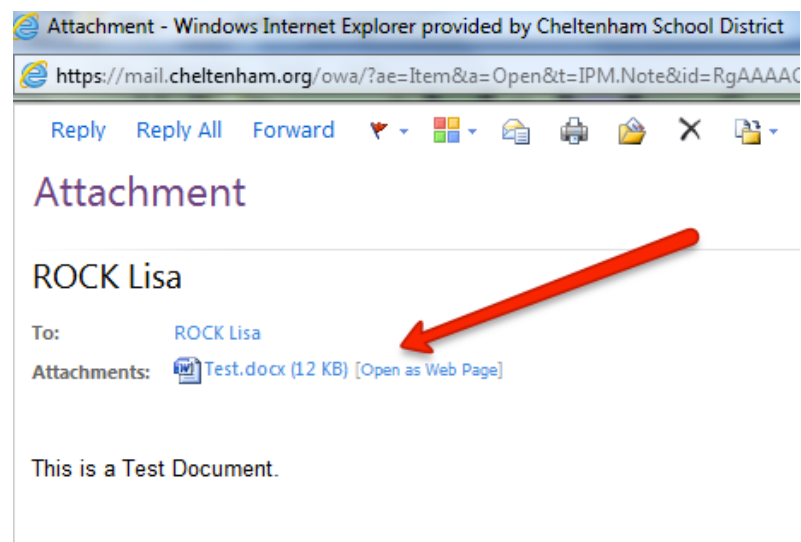 Attachment - Windows Internet Explorer provided by Cheltenham School District
https://mail.cheltenham.org/owa/?ae=Item&a=Open&t=IPM.Note&id=RgAAAAC
Reply Reply All Forward
Attachment
ROCK Lisa
To: ROCK Lisa
Attachments: Test.docx (12 KB) [Open as Web Page]
This is a Test Document.